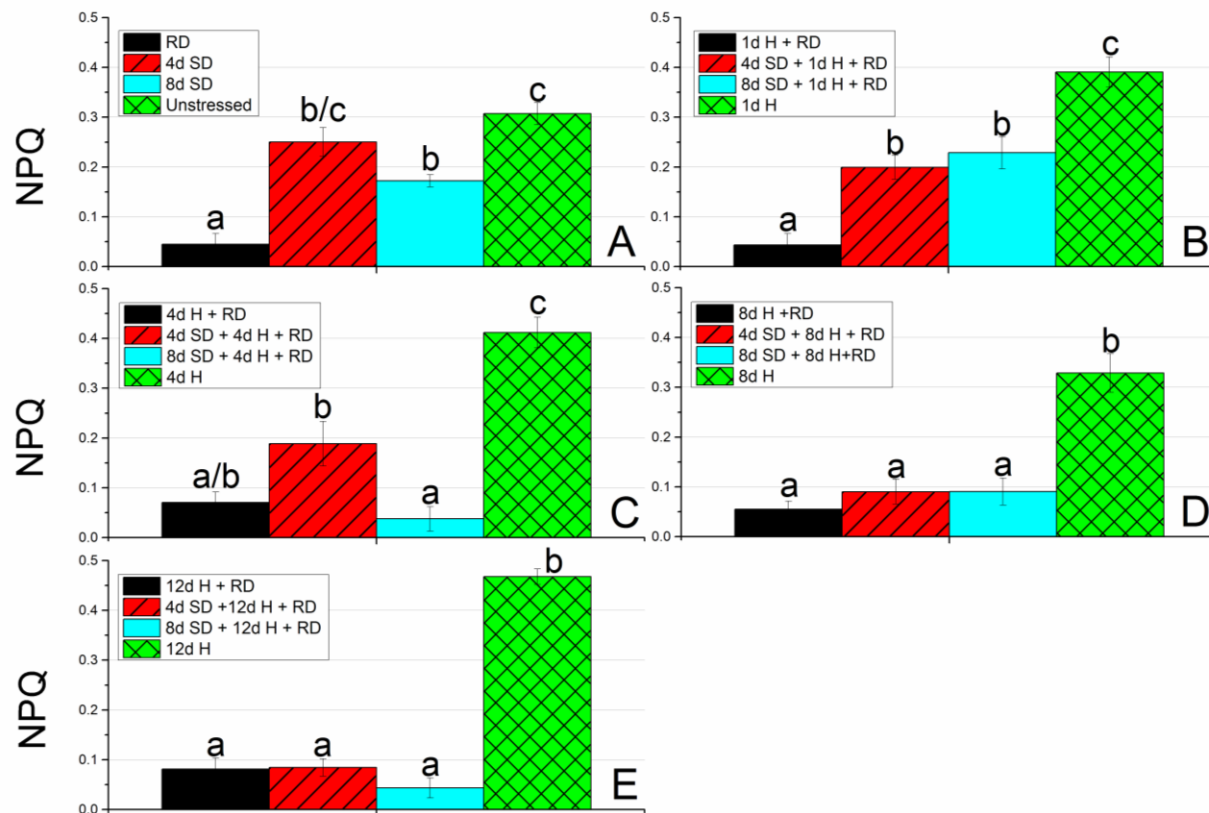 0.5
0.4
0.3
0.2
0.1
0.0
NPQ
RD
4d SD
8d SD
Unstressed
a
b/c
b
c
A
0.5
0.4
0.3
0.2
0.1
0.0
1d H + RD
4d SD + 1d H + RD
8d SD + 1d H + RD
1d H
a
b
b
c
B
0.5
0.4
0.3
0.2
0.1
0.0
NPQ
4d H + RD
4d SD + 4d H + RD
8d SD + 4d H + RD
4d H
a/b
b
a
c
C
0.5
0.4
0.3
0.2
0.1
0.0
8d H +RD
4d SD + 8d H + RD
8d SD + 8d H+RD
8d H
a
a
a
b
D
0.5
0.4
0.3
0.2
0.1
0.0
NPQ
12d H + RD
4d SD +12d H + RD
8d SD + 12d H + RD
12d H
a
a
a
b
E